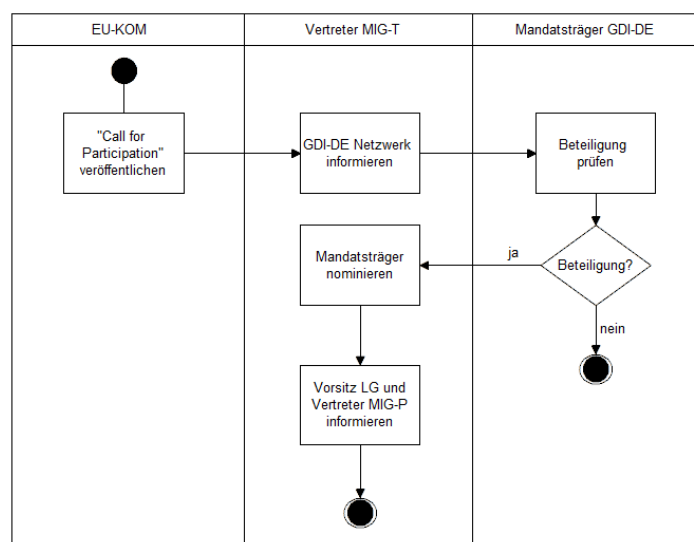 EU-KOM
Vertreter MIG-T
Mandatsträger GDI-DE
"Call for
Participation"
veröffentlichen
GDI-DE Netzwerk
informieren
Beteiligung
prüfen
Beteiligung?
ja
nein
Mandatsträger
nominieren
Vorsitz LG und
Vertreter MIG-P
informieren